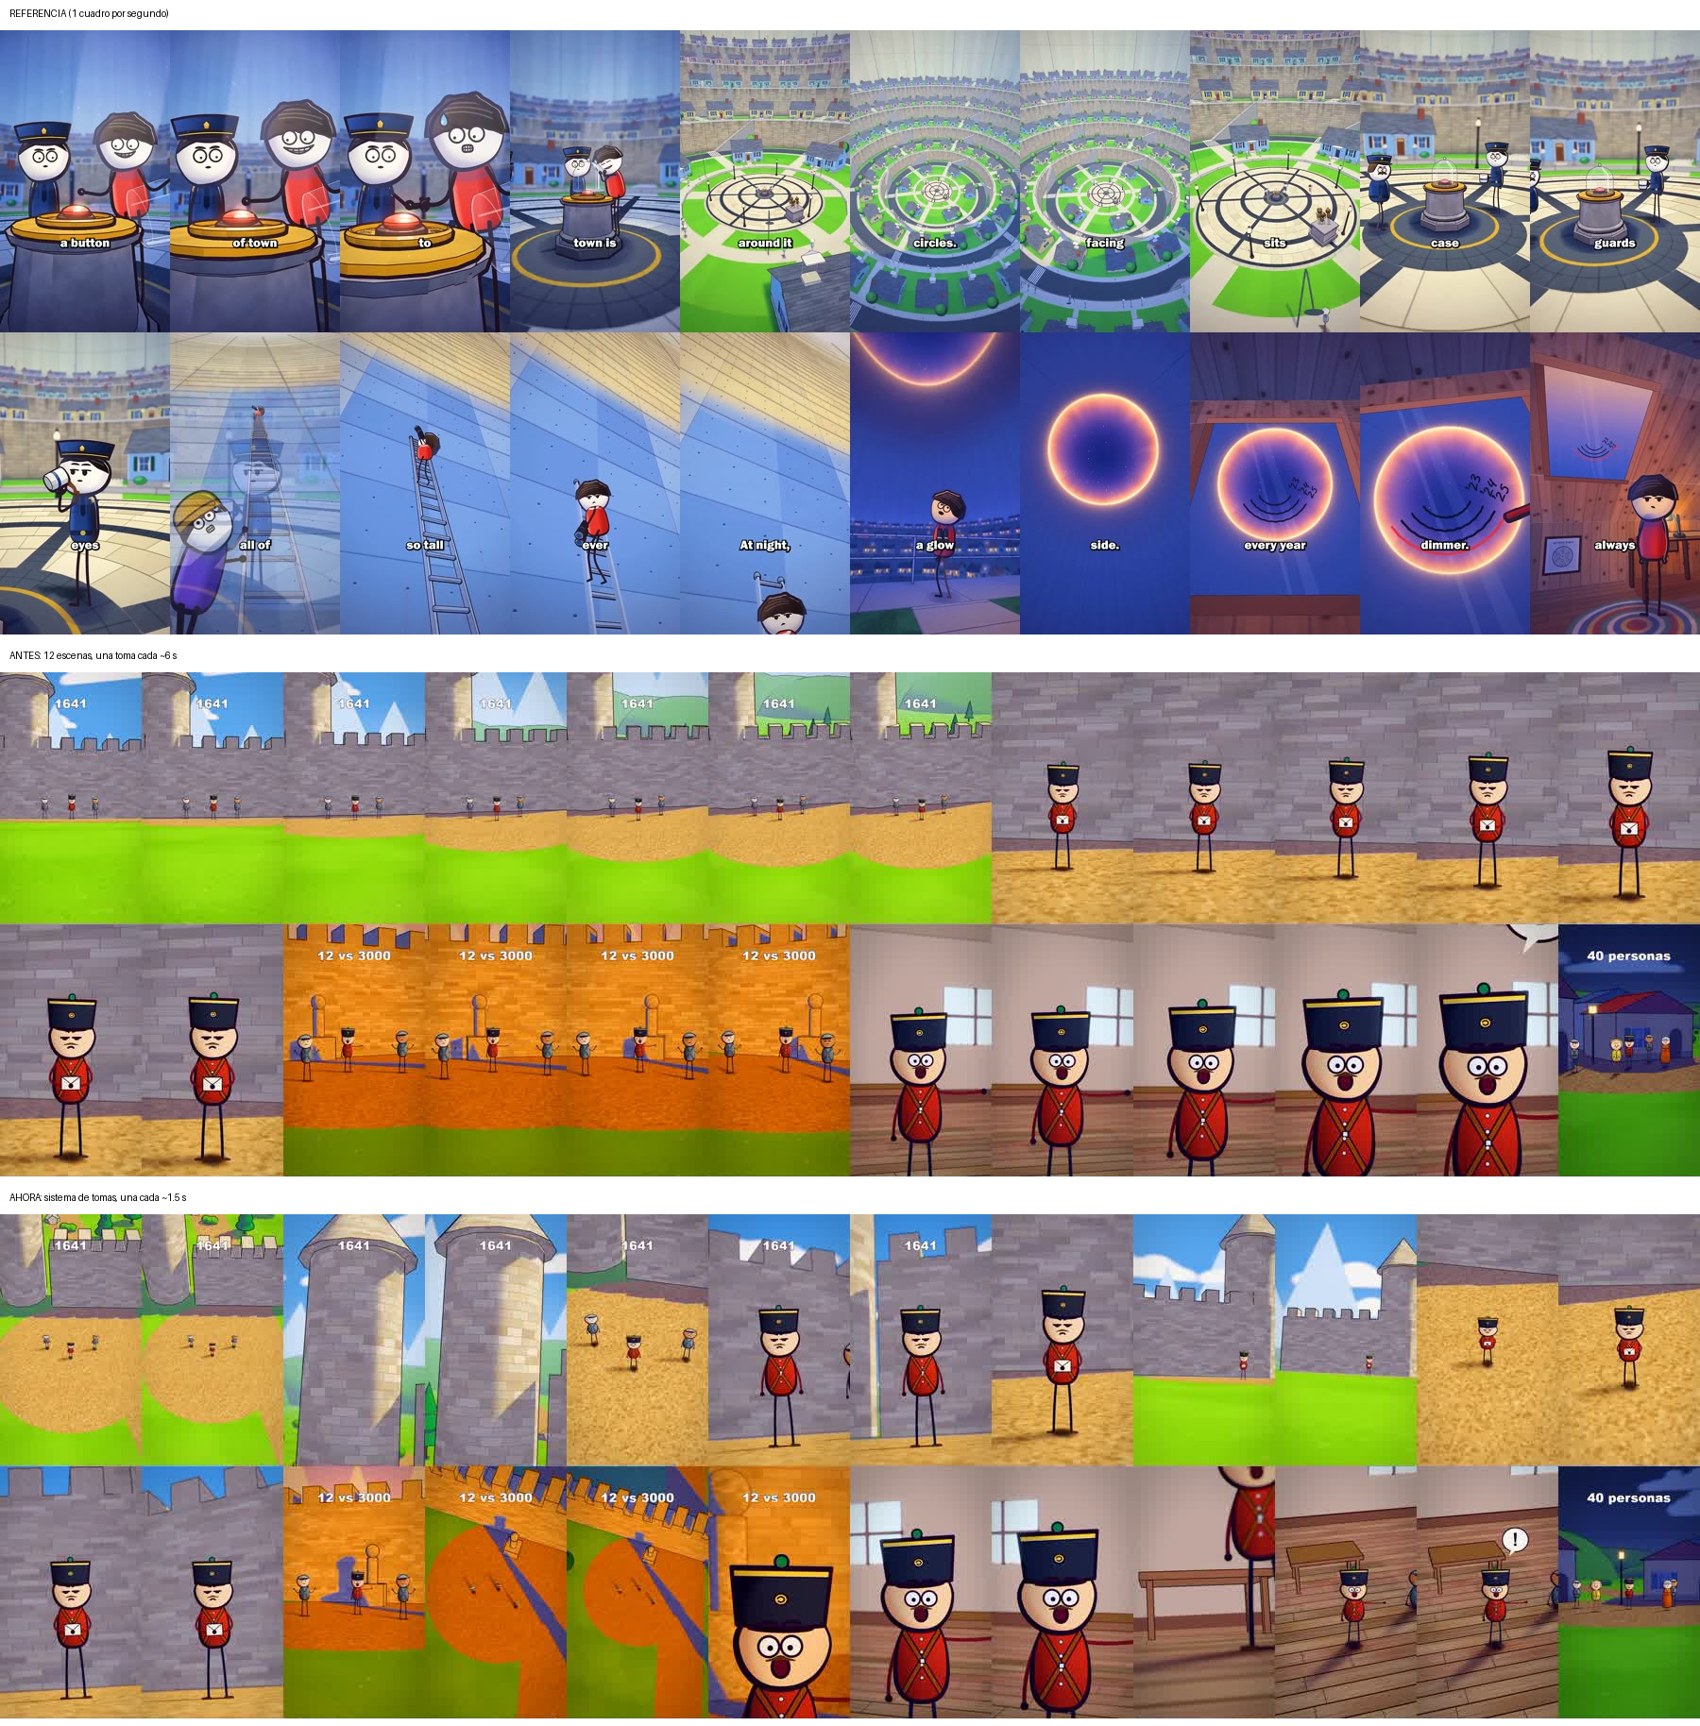 REFERENCIA (1 cuadro por segundo)
a button
of town
to
town is
around it
circles.
facing
sits
case
guards
eyes
all of
so tall
ever
At night,
a glow
side.
every year
dimmer.
always
ANTES: 12 escenas, una toma cada ~6 s
1641
1641
1641
1641
1641
1641
1641
12 vs 3000
12 vs 3000
12 vs 3000
12 vs 3000
40 personas
AHORA: sistema de tomas, una cada ~1.5 s
1641
1641
1641
1641
1641
1641
1641
12 vs 3000
12 vs 3000
12 vs 3000
12 vs 3000
!
40 personas